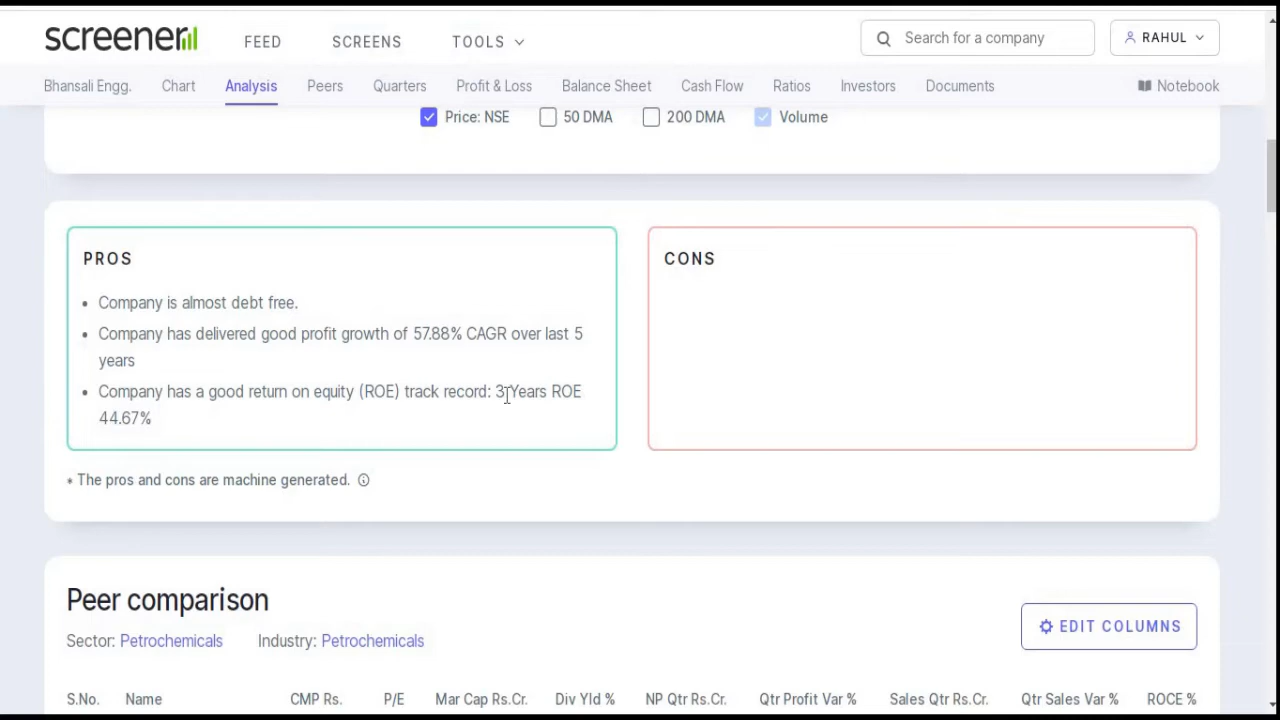 screener
FEED SCREENS TOOLS
Search for a company
RAHUL
Bhansali Engg. Chart Analysis Peers Quarters Profit & Loss Balance Sheet Cash Flow Ratios Investors Documents Notebook
Price: NSE 50 DMA 200 DMA Volume
PROS
• Company is almost debt free.
• Company has delivered good profit growth of 57.88% CAGR over last 5
years
• Company has a good return on equity (ROE) track record: 3 Years ROE
44.67%
CONS
* The pros and cons are machine generated.
Peer comparison
Sector: Petrochemicals Industry: Petrochemicals
EDIT COLUMNS
S.No. Name CMP Rs. P/E Mar Cap Rs.Cr. Div Yld % NP Qtr Rs.Cr. Qtr Profit Var % Sales Qtr Rs.Cr. Qtr Sales Var % ROCE %